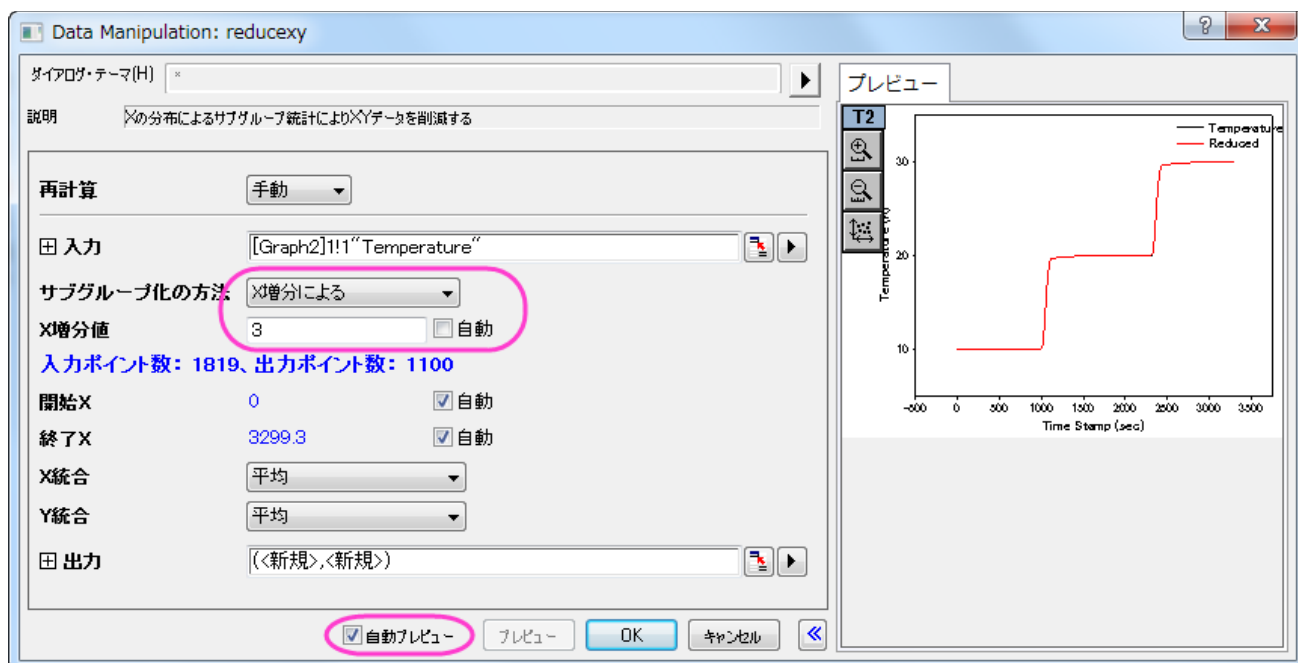 Data Manipulation: reducexy
ダイアログ・テーマ(H) *
説明 Xの分布によるサブグループ統計によりXYデータを削減する
再計算 手動
入力 [Graph2]1!1"Temperature"
サブグループ化の方法 X増分による
X増分値 3 自動
入力ポイント数: 1819、出力ポイント数: 1100
開始X 0 自動
終了X 3299.3 自動
X統合 平均
Y統合 平均
出力 (<新規>,<新規>)
自動プレビュー プレビュー OK キャンセル
プレビュー
T2
Temperature
Reduced
30
20
10
Temperature (K)
-500 0 500 1000 1500 2000 2500 3000 3500
Time Stamp (sec)